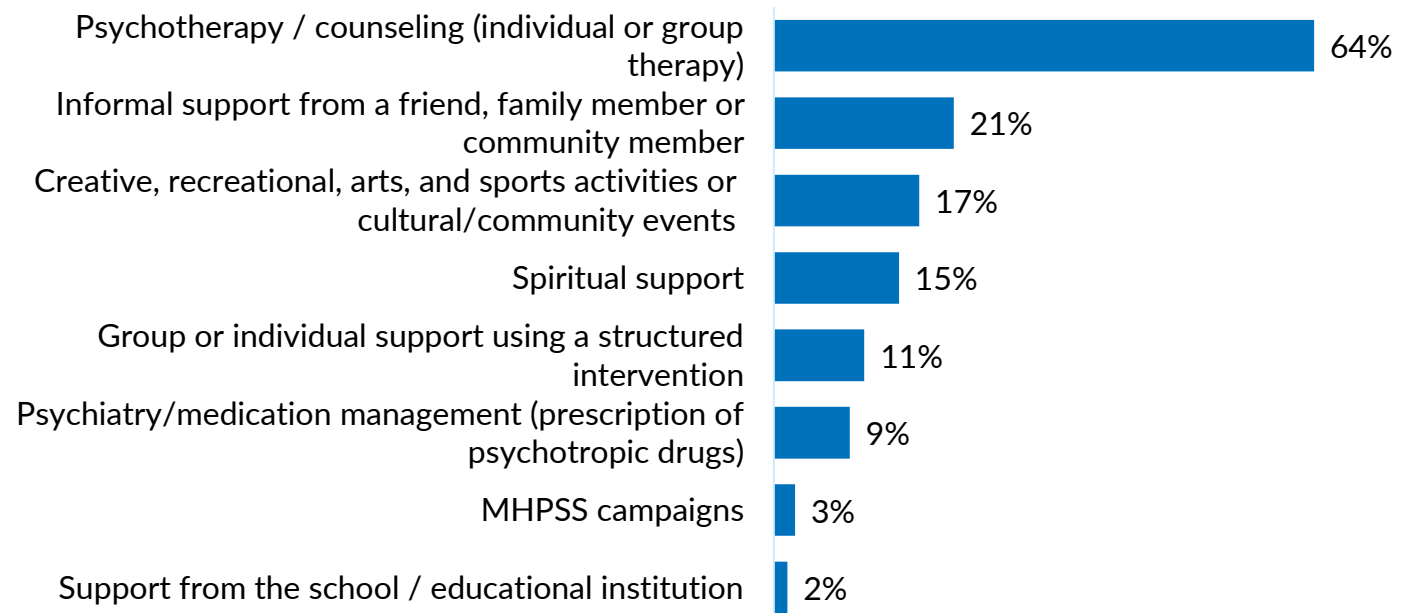 Psychotherapy / counseling (individual or group
therapy)
64%
Informal support from a friend, family member or
community member
21%
Creative, recreational, arts, and sports activities or
cultural/community events
17%
Spiritual support
15%
Group or individual support using a structured
intervention
11%
Psychiatry/medication management (prescription of
psychotropic drugs)
9%
MHPSS campaigns
3%
Support from the school / educational institution
2%